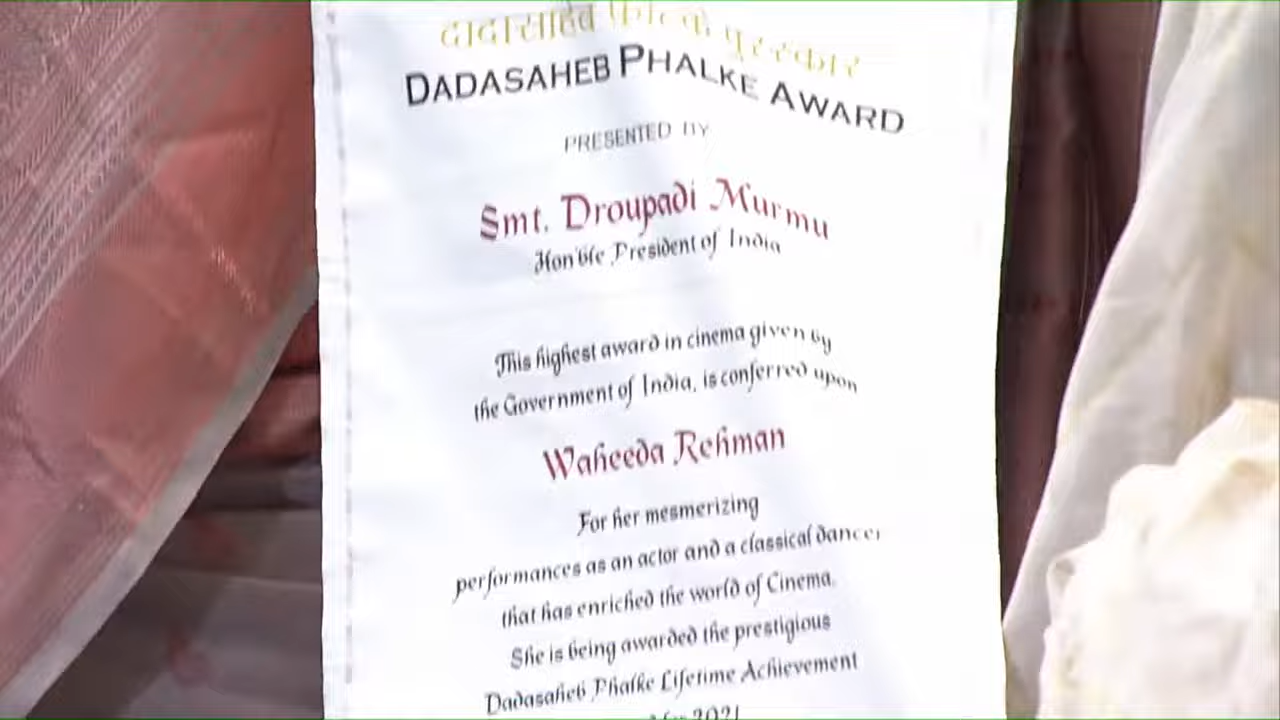 दादासाहेब फाल्के पुरस्कार
DADASAHEB PHALKE AWARD
PRESENTED BY
Smt. Droupadi Murmu
Hon'ble President of India
This highest award in cinema given by
the Government of India, is conferred upon
Waheeda Rehman
For her mesmerizing
performances as an actor and a classical dancer
that has enriched the world of Cinema.
She is being awarded the prestigious
Dadasaheb Phalke Lifetime Achievement
2021